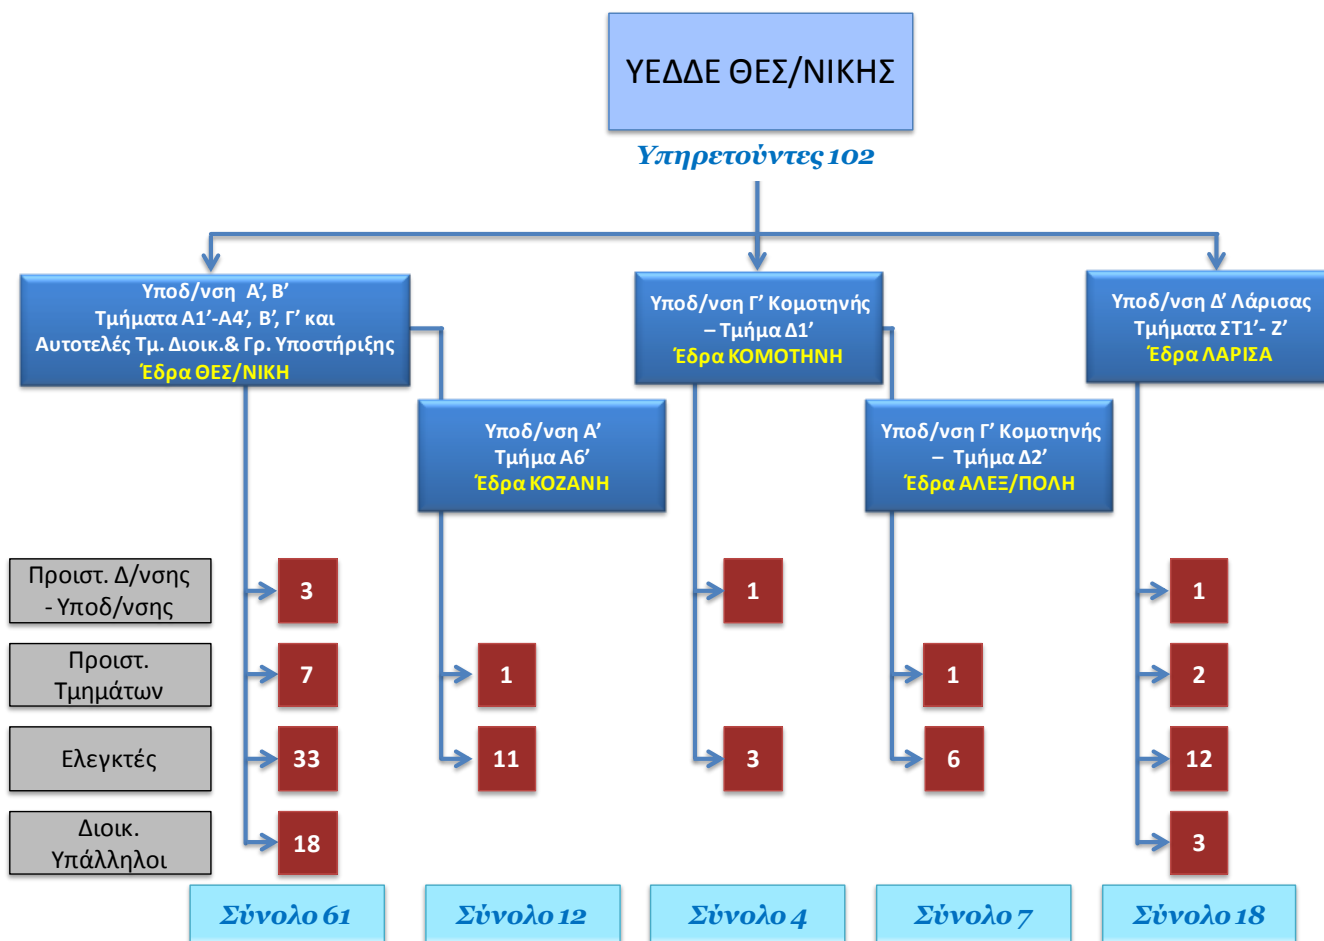 ΥΕΔΔΕ ΘΕΣ/ΝΙΚΗΣ
Υπηρετούντες 102
Υποδ/νση Α’, Β’
Τμήματα Α1’-Α4’, Β’, Γ’ και
Αυτοτελές Τμ. Διοικ.& Γρ. Υποστήριξης
Έδρα ΘΕΣ/ΝΙΚΗ
Υποδ/νση Γ’ Κομοτηνής
– Τμήμα Δ1’
Έδρα ΚΟΜΟΤΗΝΗ
Υποδ/νση Δ’ Λάρισας
Τμήματα ΣΤ1’- Ζ’
Έδρα ΛΑΡΙΣΑ
Υποδ/νση Α’
Τμήμα Α6’
Έδρα ΚΟΖΑΝΗ
Υποδ/νση Γ’ Κομοτηνής
– Τμήμα Δ2’
Έδρα ΑΛΕΞ/ΠΟΛΗ
Προιστ. Δ/νσης
- Υποδ/νσης
3
1
1
Προιστ.
Τμημάτων
7
1
1
2
Ελεγκτές
33
11
3
6
12
Διοικ.
Υπάλληλοι
18
3
Σύνολο 61
Σύνολο 12
Σύνολο 4
Σύνολο 7
Σύνολο 18